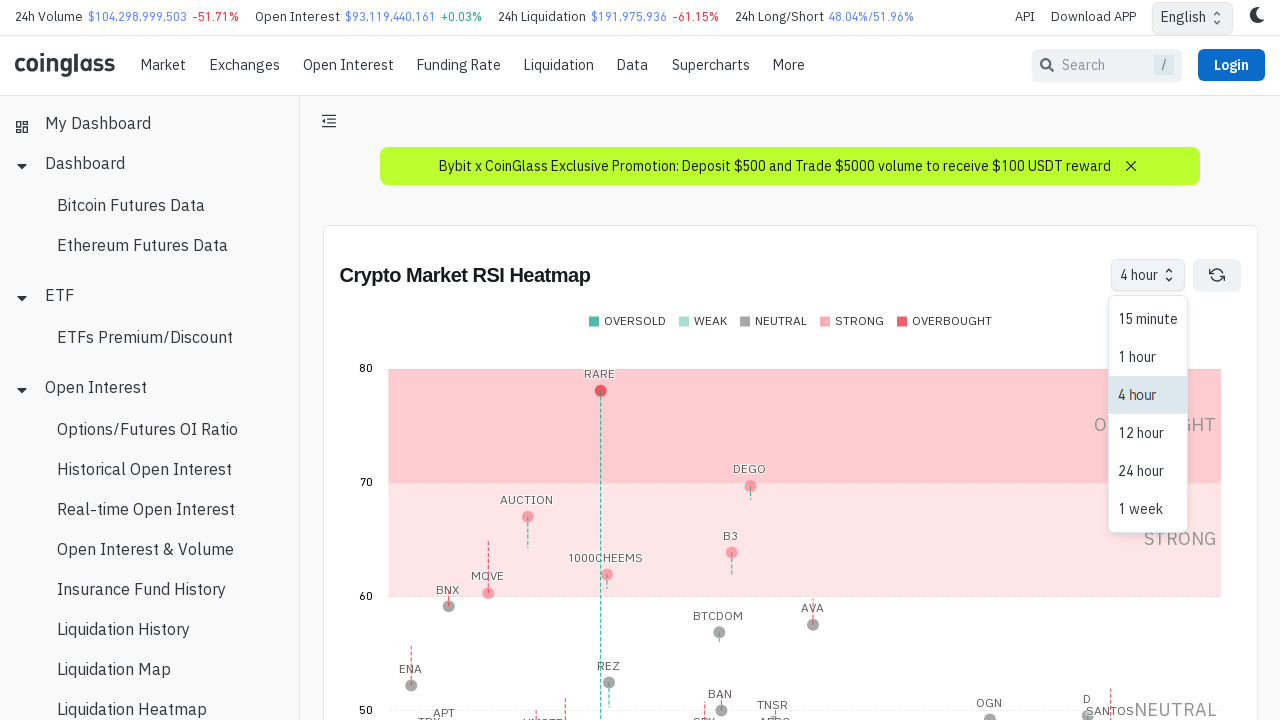 24h Volume $104,298,999,503 -51.71% Open Interest $93,119,440,161 +0.03% 24h Liquidation $191,975,936 -61.15% 24h Long/Short 48.04%/51.96% API Download APP English
coinglass Market Exchanges Open Interest Funding Rate Liquidation Data Supercharts More Search / Login
My Dashboard
Dashboard
Bitcoin Futures Data
Ethereum Futures Data
ETF
ETFs Premium/Discount
Open Interest
Options/Futures OI Ratio
Historical Open Interest
Real-time Open Interest
Open Interest & Volume
Insurance Fund History
Liquidation History
Liquidation Map
Liquidation Heatmap
Bybit x CoinGlass Exclusive Promotion: Deposit $500 and Trade $5000 volume to receive $100 USDT reward
Crypto Market RSI Heatmap
4 hour
15 minute
1 hour
4 hour
12 hour
24 hour
1 week
OVERSOLD WEAK NEUTRAL STRONG OVERBOUGHT
80
RARE
70
DEGO
AUCTION
B3
STRONG
1000CHEEMS
MOVE
BNX
60
AVA
BTCDOM
REZ
ENA
BAN
TNSR
OGN
D
SANTOS
APT
50
NEUTRAL